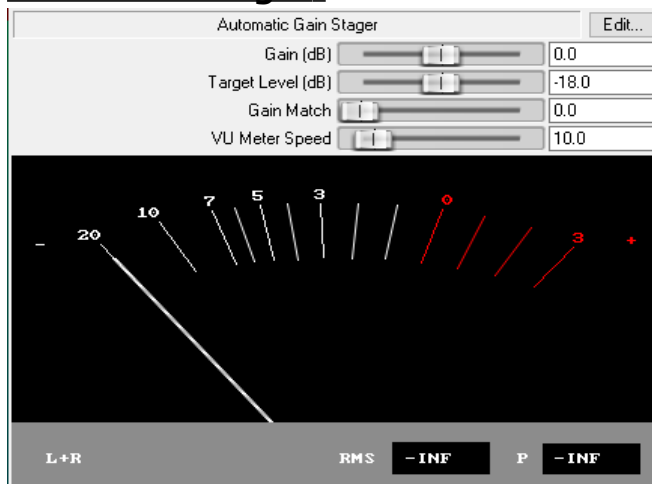 Automatic Gain Stager Edit...
Gain (dB) 0.0
Target Level (dB) -18.0
Gain Match 0.0
VU Meter Speed 10.0
- 20 10 7 5 3 0 3 +
L+R RMS -INF P -INF